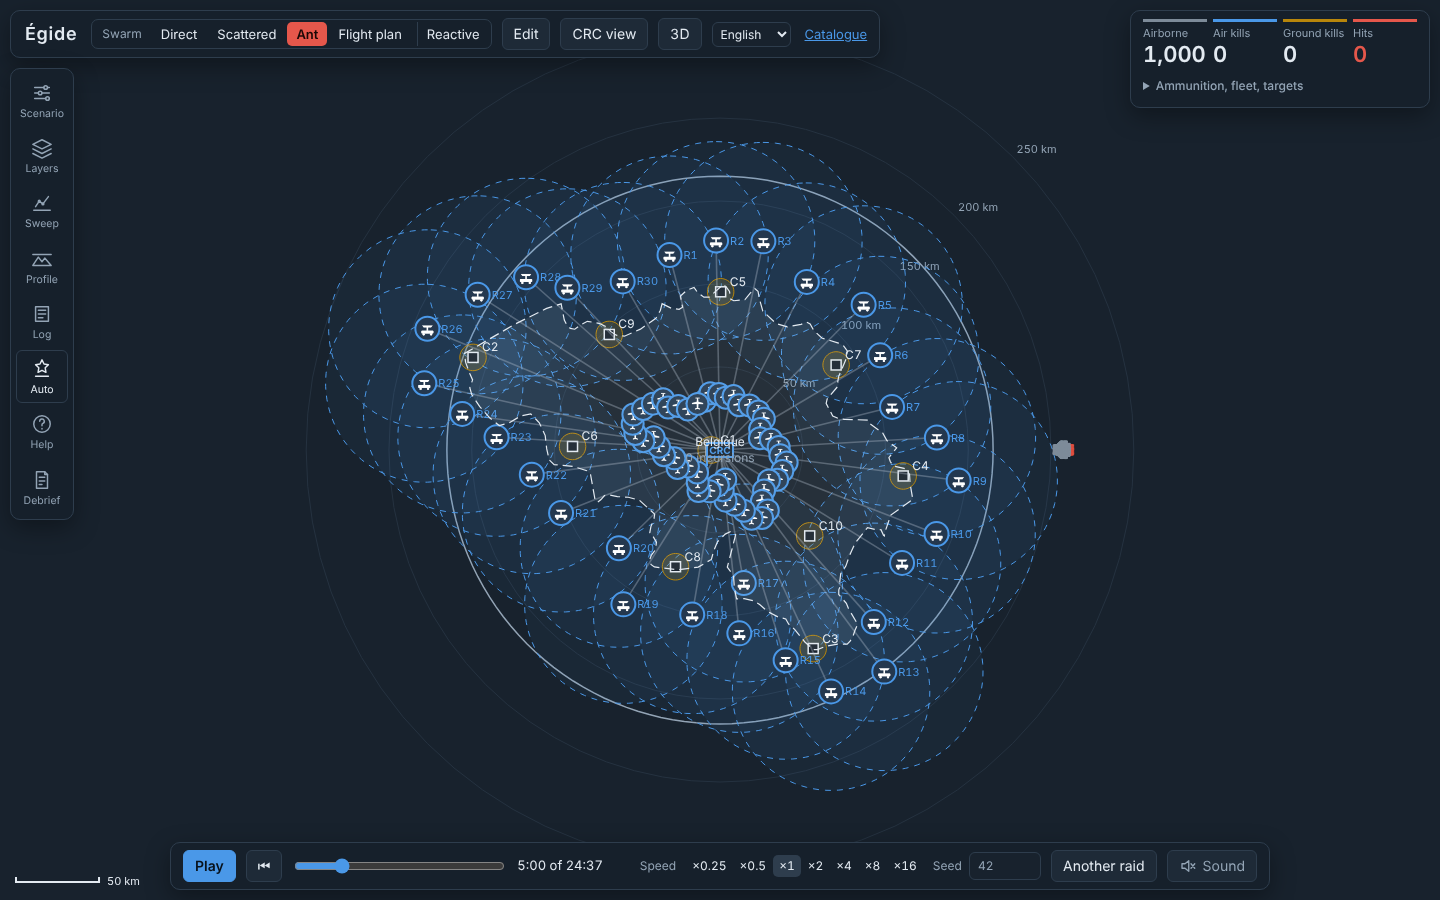 Égide
Swarm Direct Scattered Ant Flight plan Reactive
Edit
CRC view
3D
English
Catalogue
Airborne Air kills Ground kills Hits
1,000 0 0 0
Ammunition, fleet, targets
Scenario
Layers
Sweep
Profile
Log
Auto
Help
Debrief
250 km
200 km
150 km
100 km
50 km
R1
R2
R3
R4
R5
R6
R7
R8
R9
R10
R11
R12
R13
R14
R15
R16
R17
R18
R19
R20
R21
R22
R23
R24
R25
R26
R27
R28
R29
R30
C1
C2
C3
C4
C5
C6
C7
C8
C9
C10
Belgique
CRC
0 incursions
50 km
Play
5:00 of 24:37
Speed ×0.25 ×0.5 ×1 ×2 ×4 ×8 ×16
Seed 42
Another raid
Sound